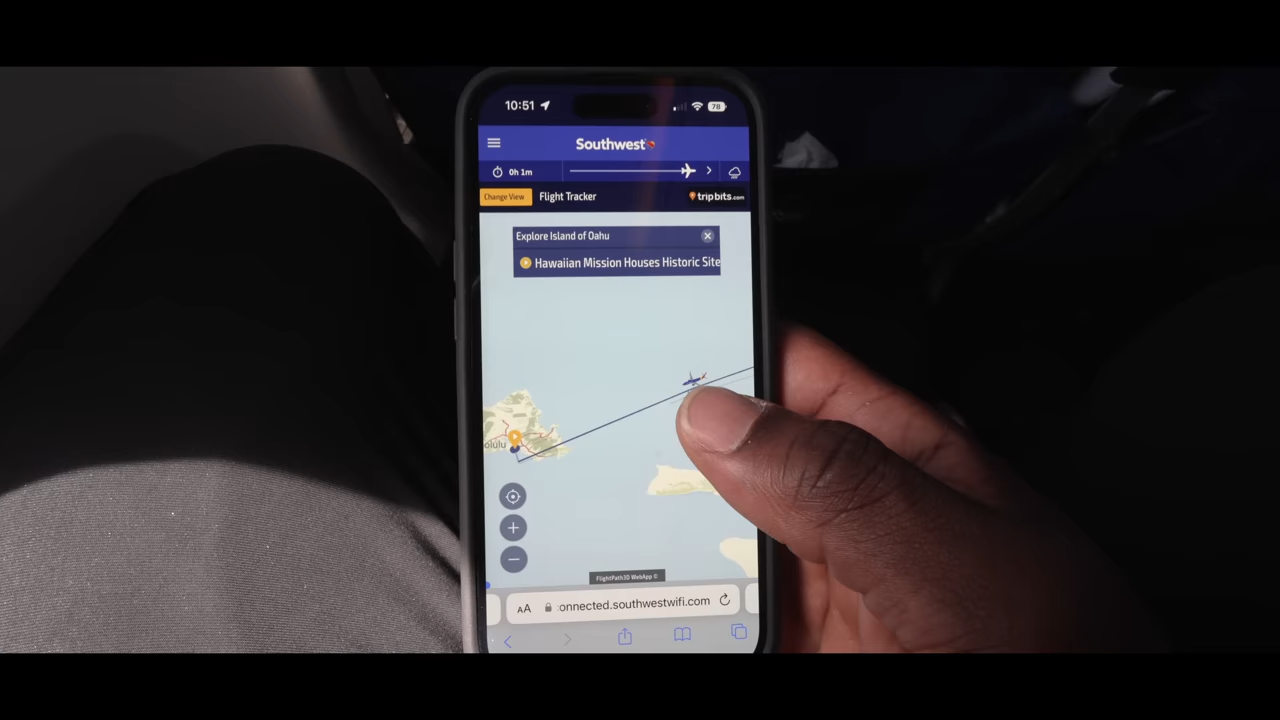 10:51
78
Southwest
0h 1m
Change View
Flight Tracker
tripbits.com
Explore Island of Oahu
Hawaiian Mission Houses Historic Site
olulu
FlightPath3D WebApp ©
AA
onnected.southwestwifi.com